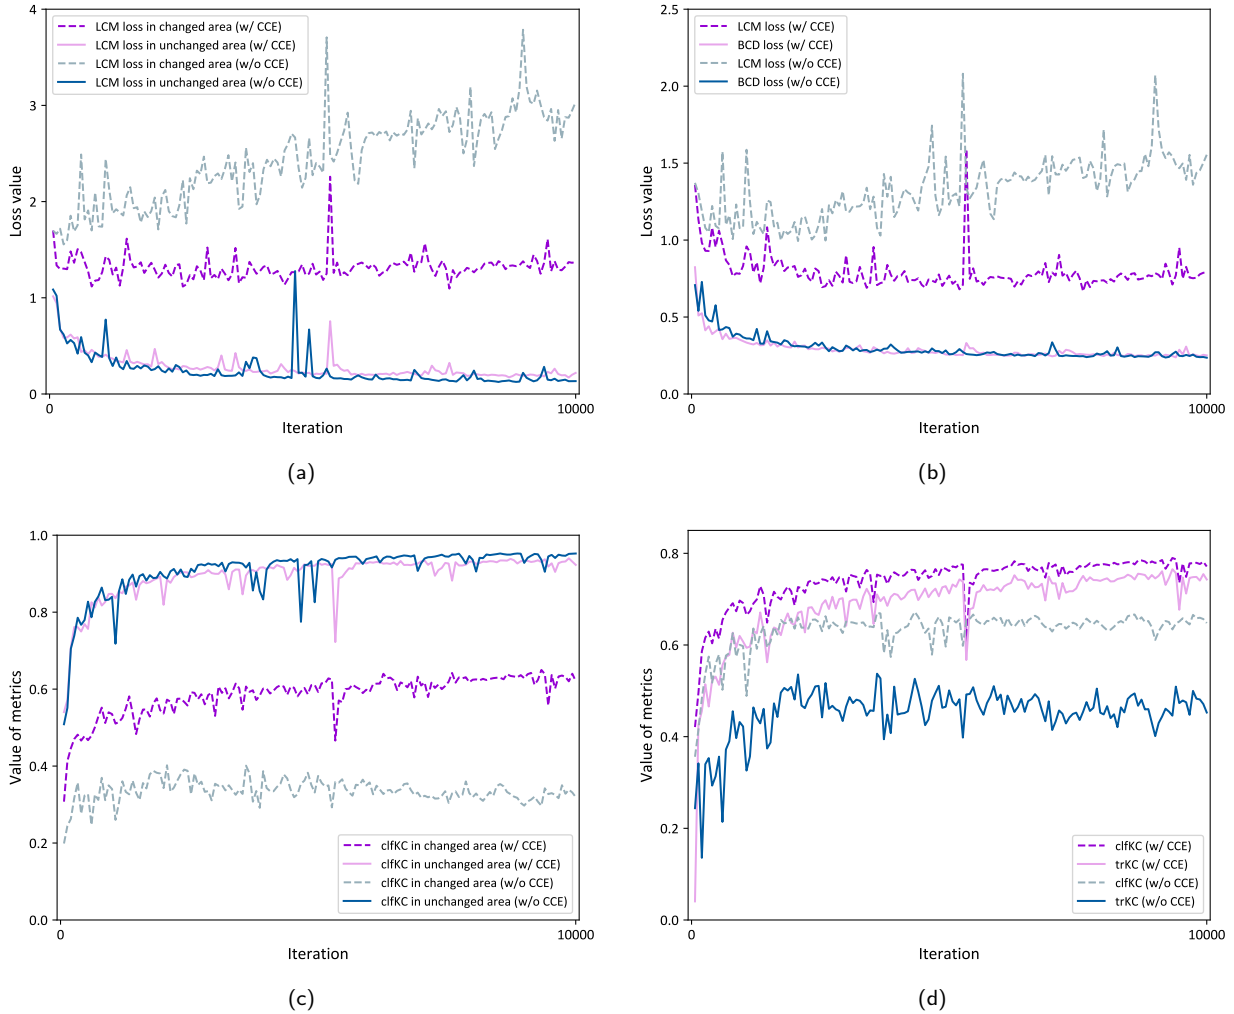 4
3
2
1
0
Loss value
LCM loss in changed area (w/ CCE)
LCM loss in unchanged area (w/ CCE)
LCM loss in changed area (w/o CCE)
LCM loss in unchanged area (w/o CCE)
0
10000
Iteration
(a)
2.5
2.0
1.5
1.0
0.5
0.0
Loss value
LCM loss (w/ CCE)
BCD loss (w/ CCE)
LCM loss (w/o CCE)
BCD loss (w/o CCE)
0
10000
Iteration
(b)
1.0
0.8
0.6
0.4
0.2
0.0
Value of metrics
clfKC in changed area (w/ CCE)
clfKC in unchanged area (w/ CCE)
clfKC in changed area (w/o CCE)
clfKC in unchanged area (w/o CCE)
0
10000
Iteration
(c)
0.8
0.6
0.4
0.2
0.0
Value of metrics
clfKC (w/ CCE)
trKC (w/ CCE)
clfKC (w/o CCE)
trKC (w/o CCE)
0
10000
Iteration
(d)